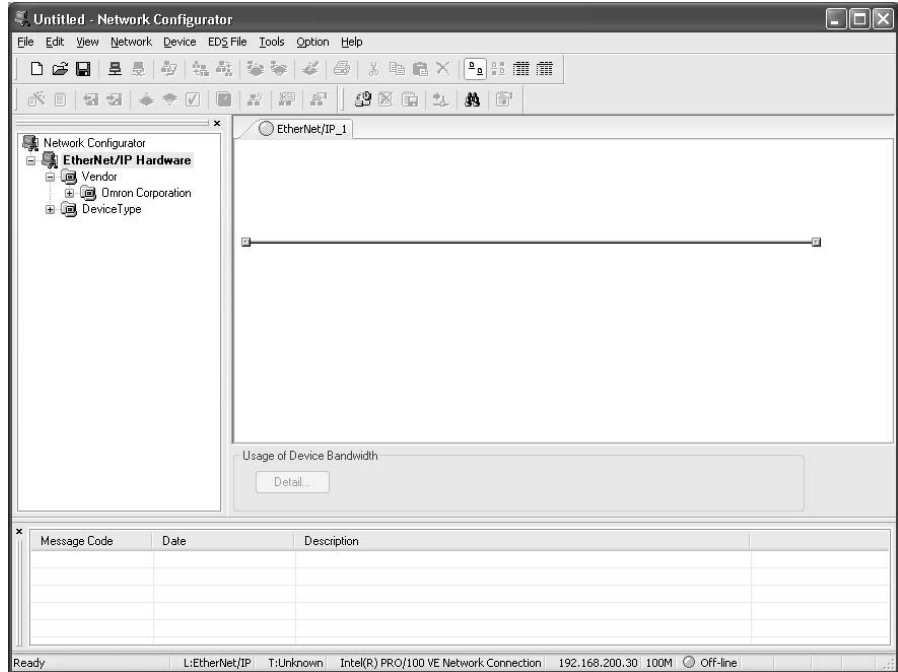 Untitled - Network Configurator
File Edit View Network Device EDS File Tools Option Help
EtherNet/IP_1
Network Configurator
EtherNet/IP Hardware
Vendor
Omron Corporation
DeviceType
Usage of Device Bandwidth
Detail...
Message Code Date Description
Ready L:EtherNet/IP T:Unknown Intel(R) PRO/100 VE Network Connection 192.168.200.30 100M Off-line